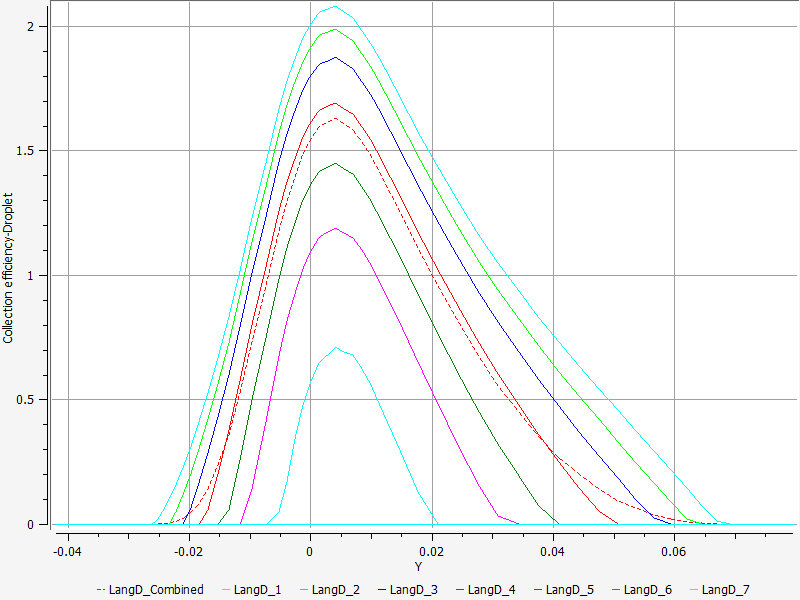 2
1.5
1
0.5
0
Collection efficiency-Droplet
-0.04 -0.02 0 0.02 0.04 0.06
Y
LangD_Combined LangD_1 LangD_2 LangD_3 LangD_4 LangD_5 LangD_6 LangD_7